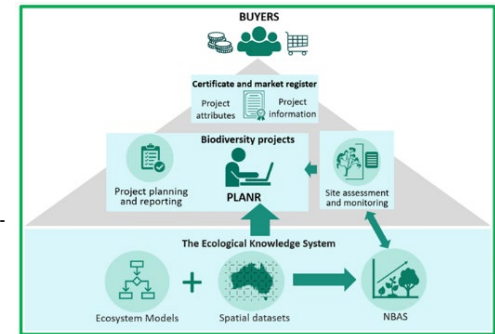 BUYERS
Certificate and market register
Project
attributes
Project
information
Biodiversity projects
Project planning
and reporting
PLANR
Site assessment
and monitoring
The Ecological Knowledge System
Ecosystem Models
Spatial datasets
NBAS